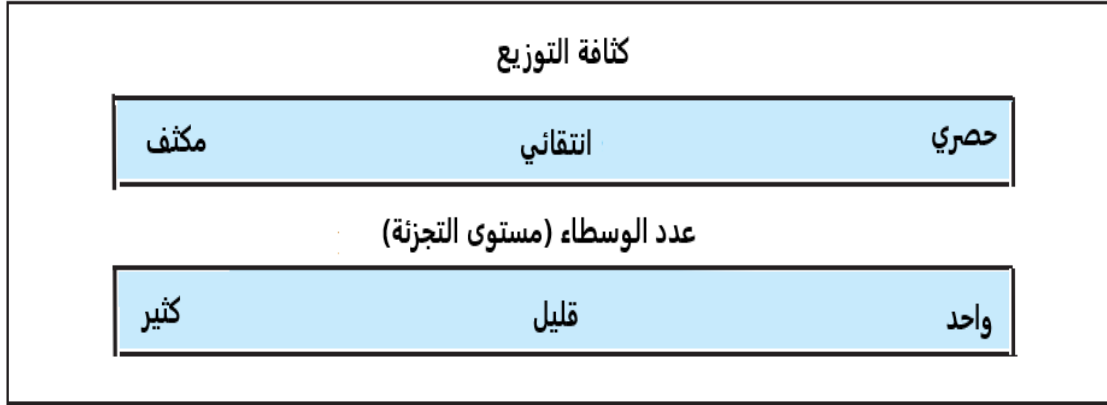 كثافة التوزيع
حصري انتقائي مكثف
عدد الوسطاء (مستوى التجزئة)
واحد قليل كثير